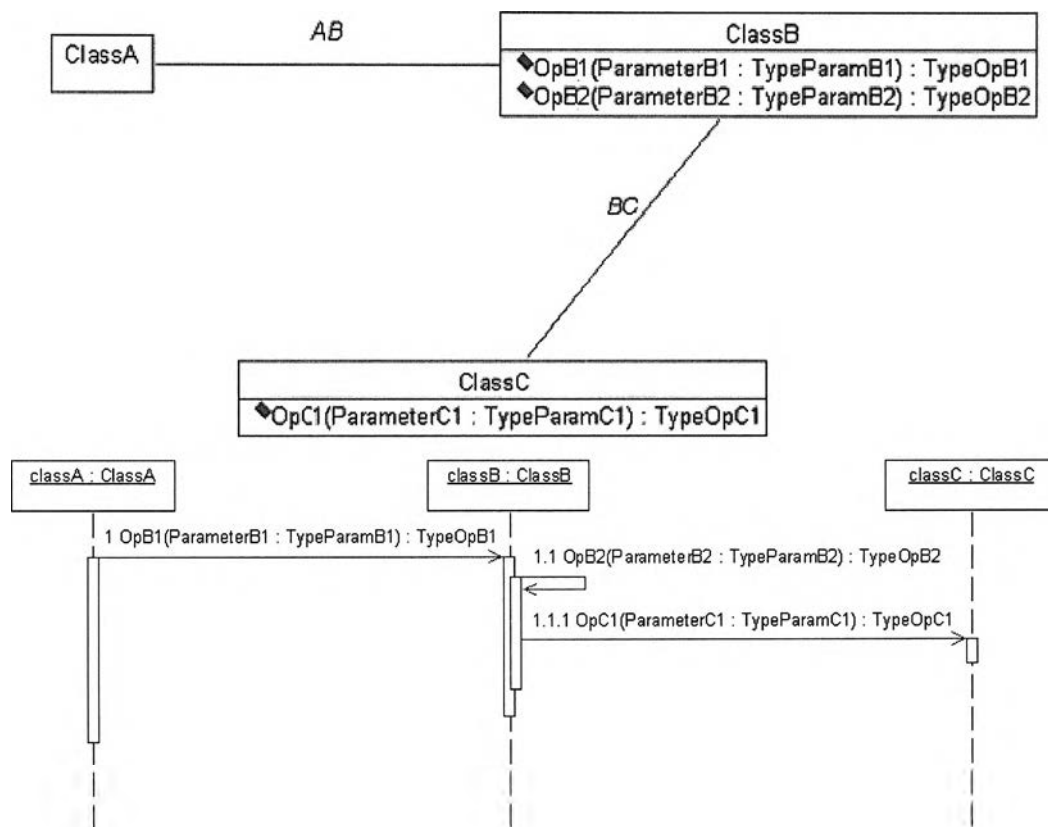 AB
ClassA
ClassB
OpB1(ParameterB1 : TypeParamB1) : TypeOpB1
OpB2(ParameterB2 : TypeParamB2) : TypeOpB2
BC
ClassC
OpC1(ParameterC1 : TypeParamC1) : TypeOpC1
classA : ClassA
classB : ClassB
classC : ClassC
1 OpB1(ParameterB1 : TypeParamB1) : TypeOpB1
1.1 OpB2(ParameterB2 : TypeParamB2) : TypeOpB2
1.1.1 OpC1(ParameterC1 : TypeParamC1) : TypeOpC1